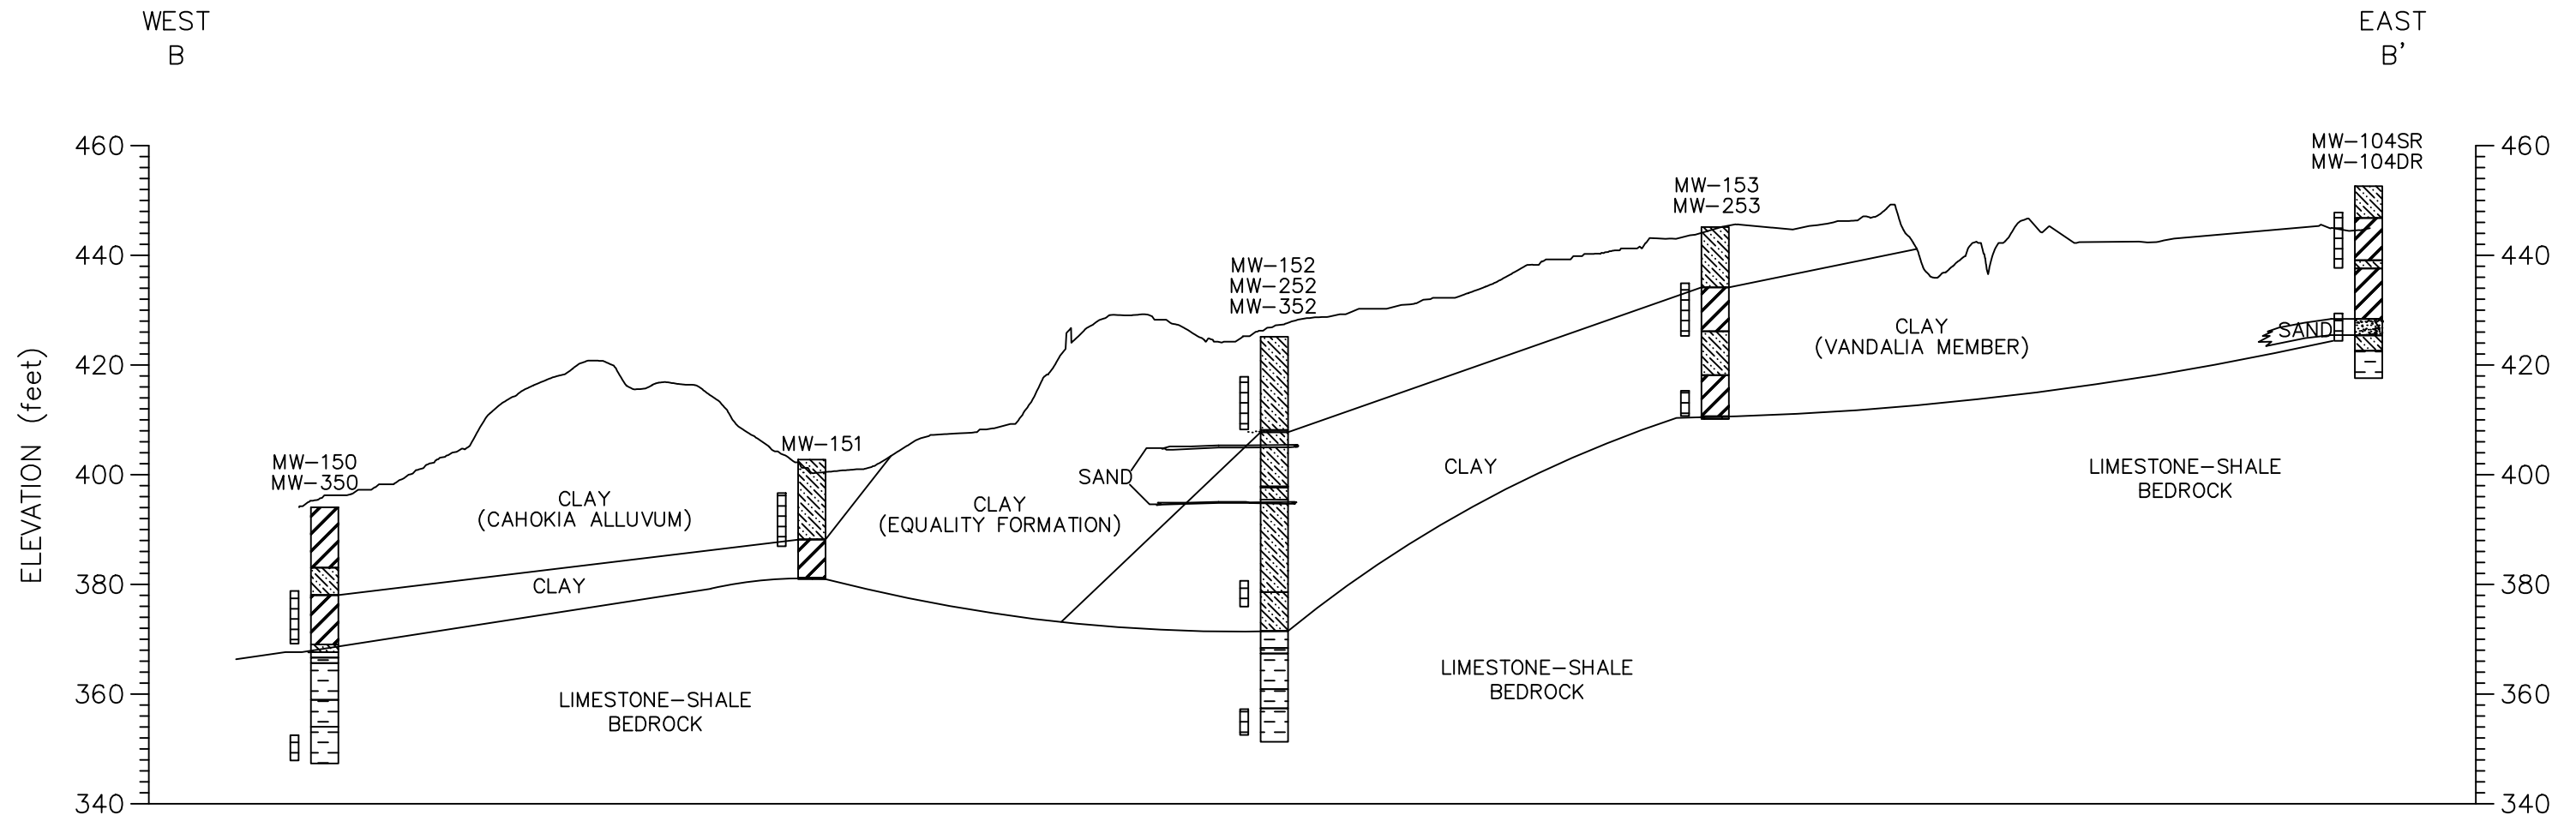 WEST
B
EAST
B'
ELEVATION (feet)
460
440
420
400
380
360
340
460
440
420
400
380
360
340
MW-150
MW-350
MW-151
MW-152
MW-252
MW-352
MW-153
MW-253
MW-104SR
MW-104DR
CLAY
(CAHOKIA ALLUVUM)
CLAY
LIMESTONE-SHALE
BEDROCK
CLAY
(EQUALITY FORMATION)
SAND
CLAY
LIMESTONE-SHALE
BEDROCK
CLAY
(VANDALIA MEMBER)
SAND
LIMESTONE-SHALE
BEDROCK